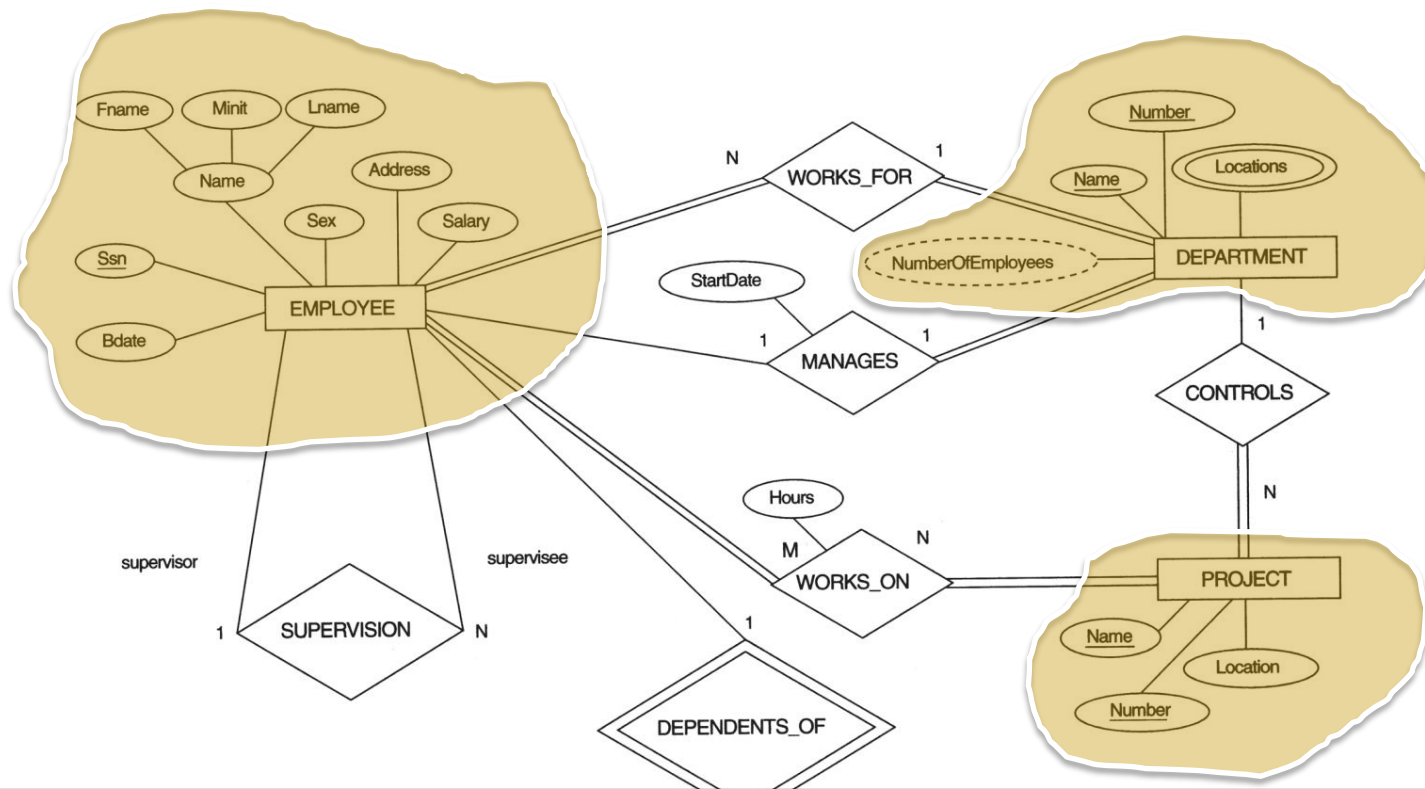 Fname
Minit
Lname
Name
Address
Sex
Salary
Ssn
Bdate
EMPLOYEE
N
WORKS_FOR
1
Number
Name
Locations
NumberOfEmployees
DEPARTMENT
StartDate
1
MANAGES
1
1
CONTROLS
N
supervisor
supervisee
1
SUPERVISION
N
Hours
M
N
WORKS_ON
PROJECT
Name
Location
Number
1
DEPENDENTS_OF